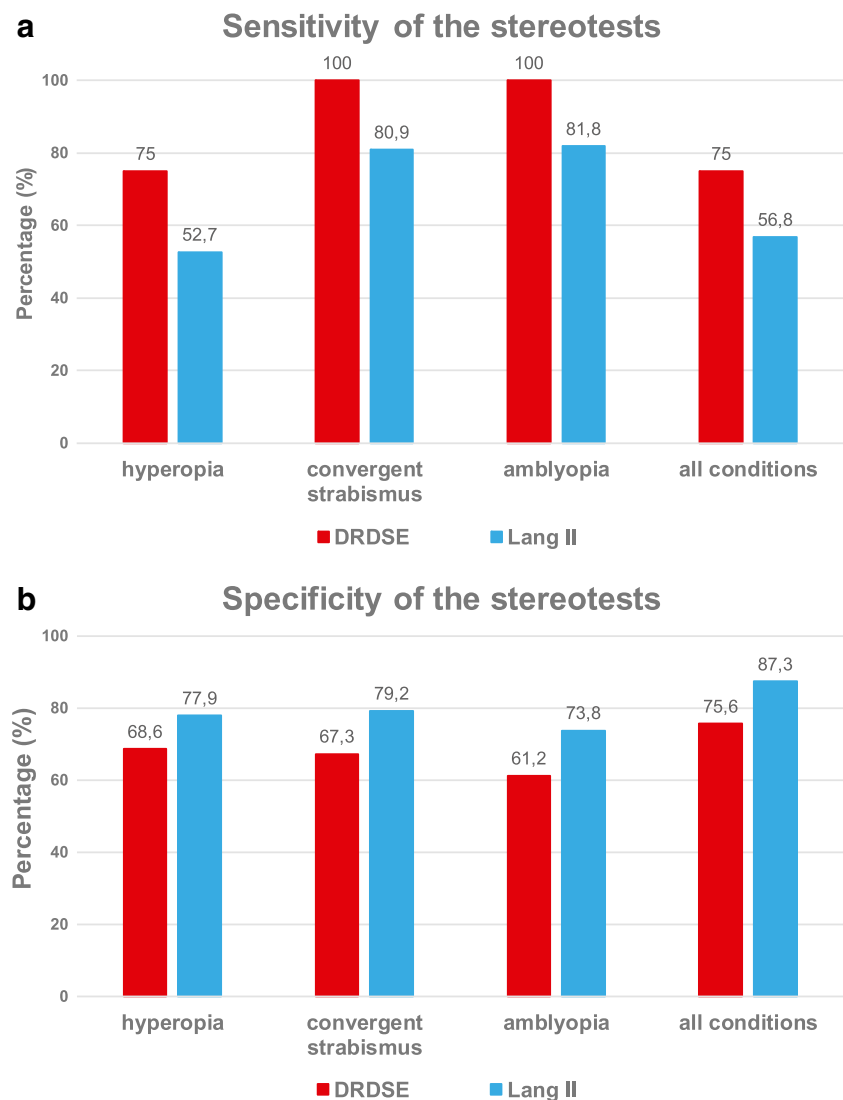 a
Sensitivity of the stereotests
Percentage (%)
100
80
60
40
20
0
75
52,7
100
80,9
100
81,8
75
56,8
hyperopia
convergent
strabismus
amblyopia
all conditions
DRDSE
Lang II
b
Specificity of the stereotests
Percentage (%)
100
80
60
40
20
0
68,6
77,9
67,3
79,2
61,2
73,8
75,6
87,3
hyperopia
convergent
strabismus
amblyopia
all conditions
DRDSE
Lang II